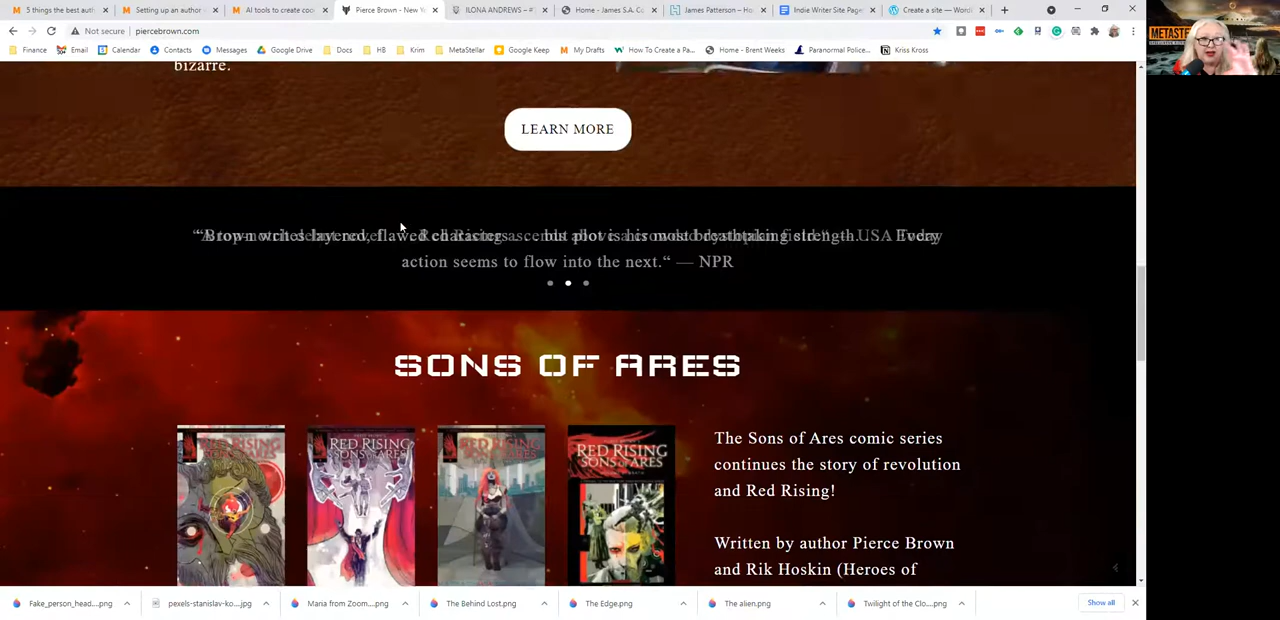 5 things the best auth
Setting up an author
AI tools to create coo
Pierce Brown - New Yo
ILONA ANDREWS – #
Home - James S.A. Co
James Patterson – Ho
Indie Writer Site Pages
Create a site — Word
Not secure | piercebrown.com
Finance
Email
Calendar
Contacts
Messages
Google Drive
Docs
HB
Krim
MetaStellar
Google Keep
My Drafts
How To Create a Pa...
Home - Brent Weeks
Paranormal Police...
Kriss Kross
METASTE
bizarre.
LEARN MORE
action seems to flow into the next.“ — NPR
SONS OF ARES
RED RISING
SONS OF ARES
RED RISING
SONS OF ARES
RED RISING
SONS OF ARES
RED RISING
SONS OF ARES
The Sons of Ares comic series
continues the story of revolution
and Red Rising!
Written by author Pierce Brown
and Rik Hoskin (Heroes of
Fake_person_head....png
pexels-stanislav-ko....jpg
Maria from Zoom....png
The Behind Lost.png
The Edge.png
The alien.png
Twilight of the Clo....png
Show all